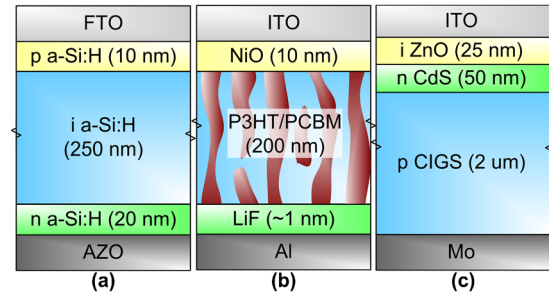 FTO
p a-Si:H (10 nm)
i a-Si:H
(250 nm)
n a-Si:H (20 nm)
AZO
(a)
ITO
NiO (10 nm)
P3HT/PCBM
(200 nm)
LiF (~1 nm)
Al
(b)
ITO
i ZnO (25 nm)
n CdS (50 nm)
p CIGS (2 um)
Mo
(c)